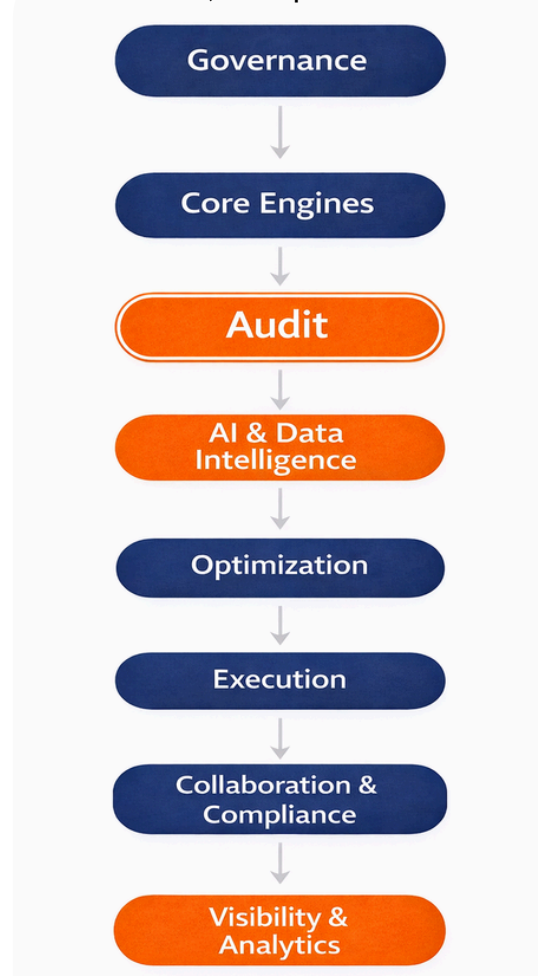 Governance
Core Engines
Audit
AI & Data
Intelligence
Optimization
Execution
Collaboration &
Compliance
Visibility &
Analytics